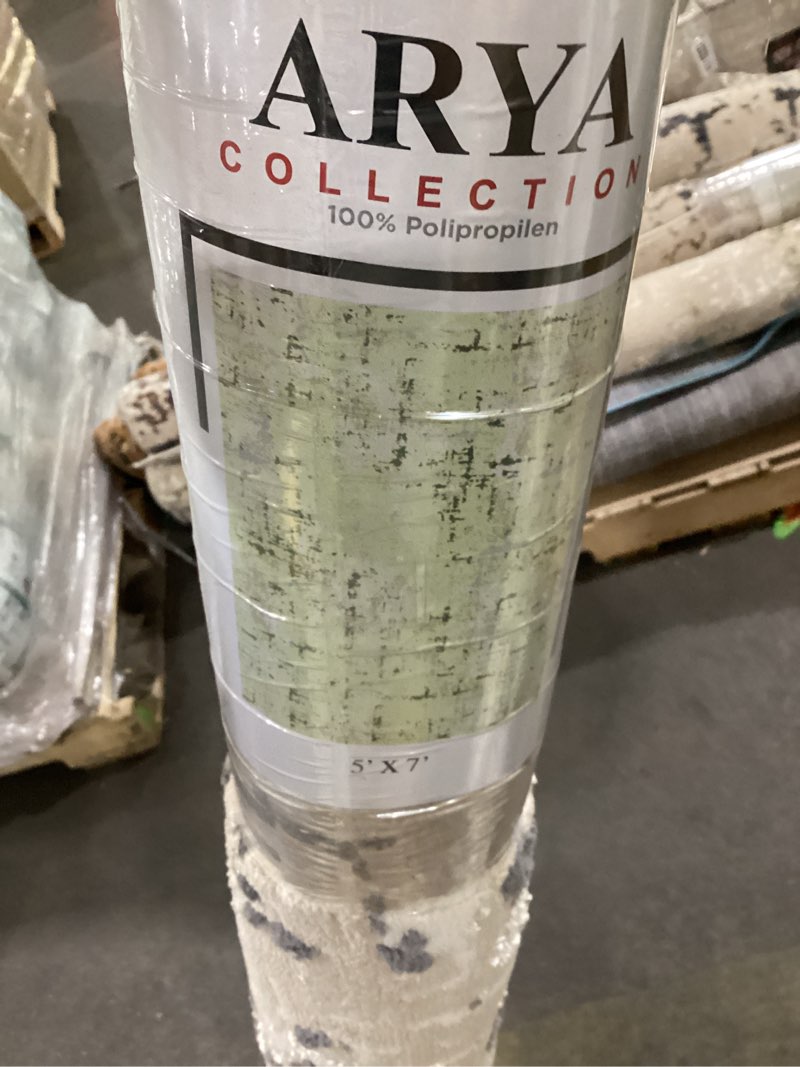 ARYA
COLLECTION
100% Polipropilen
5' X 7'